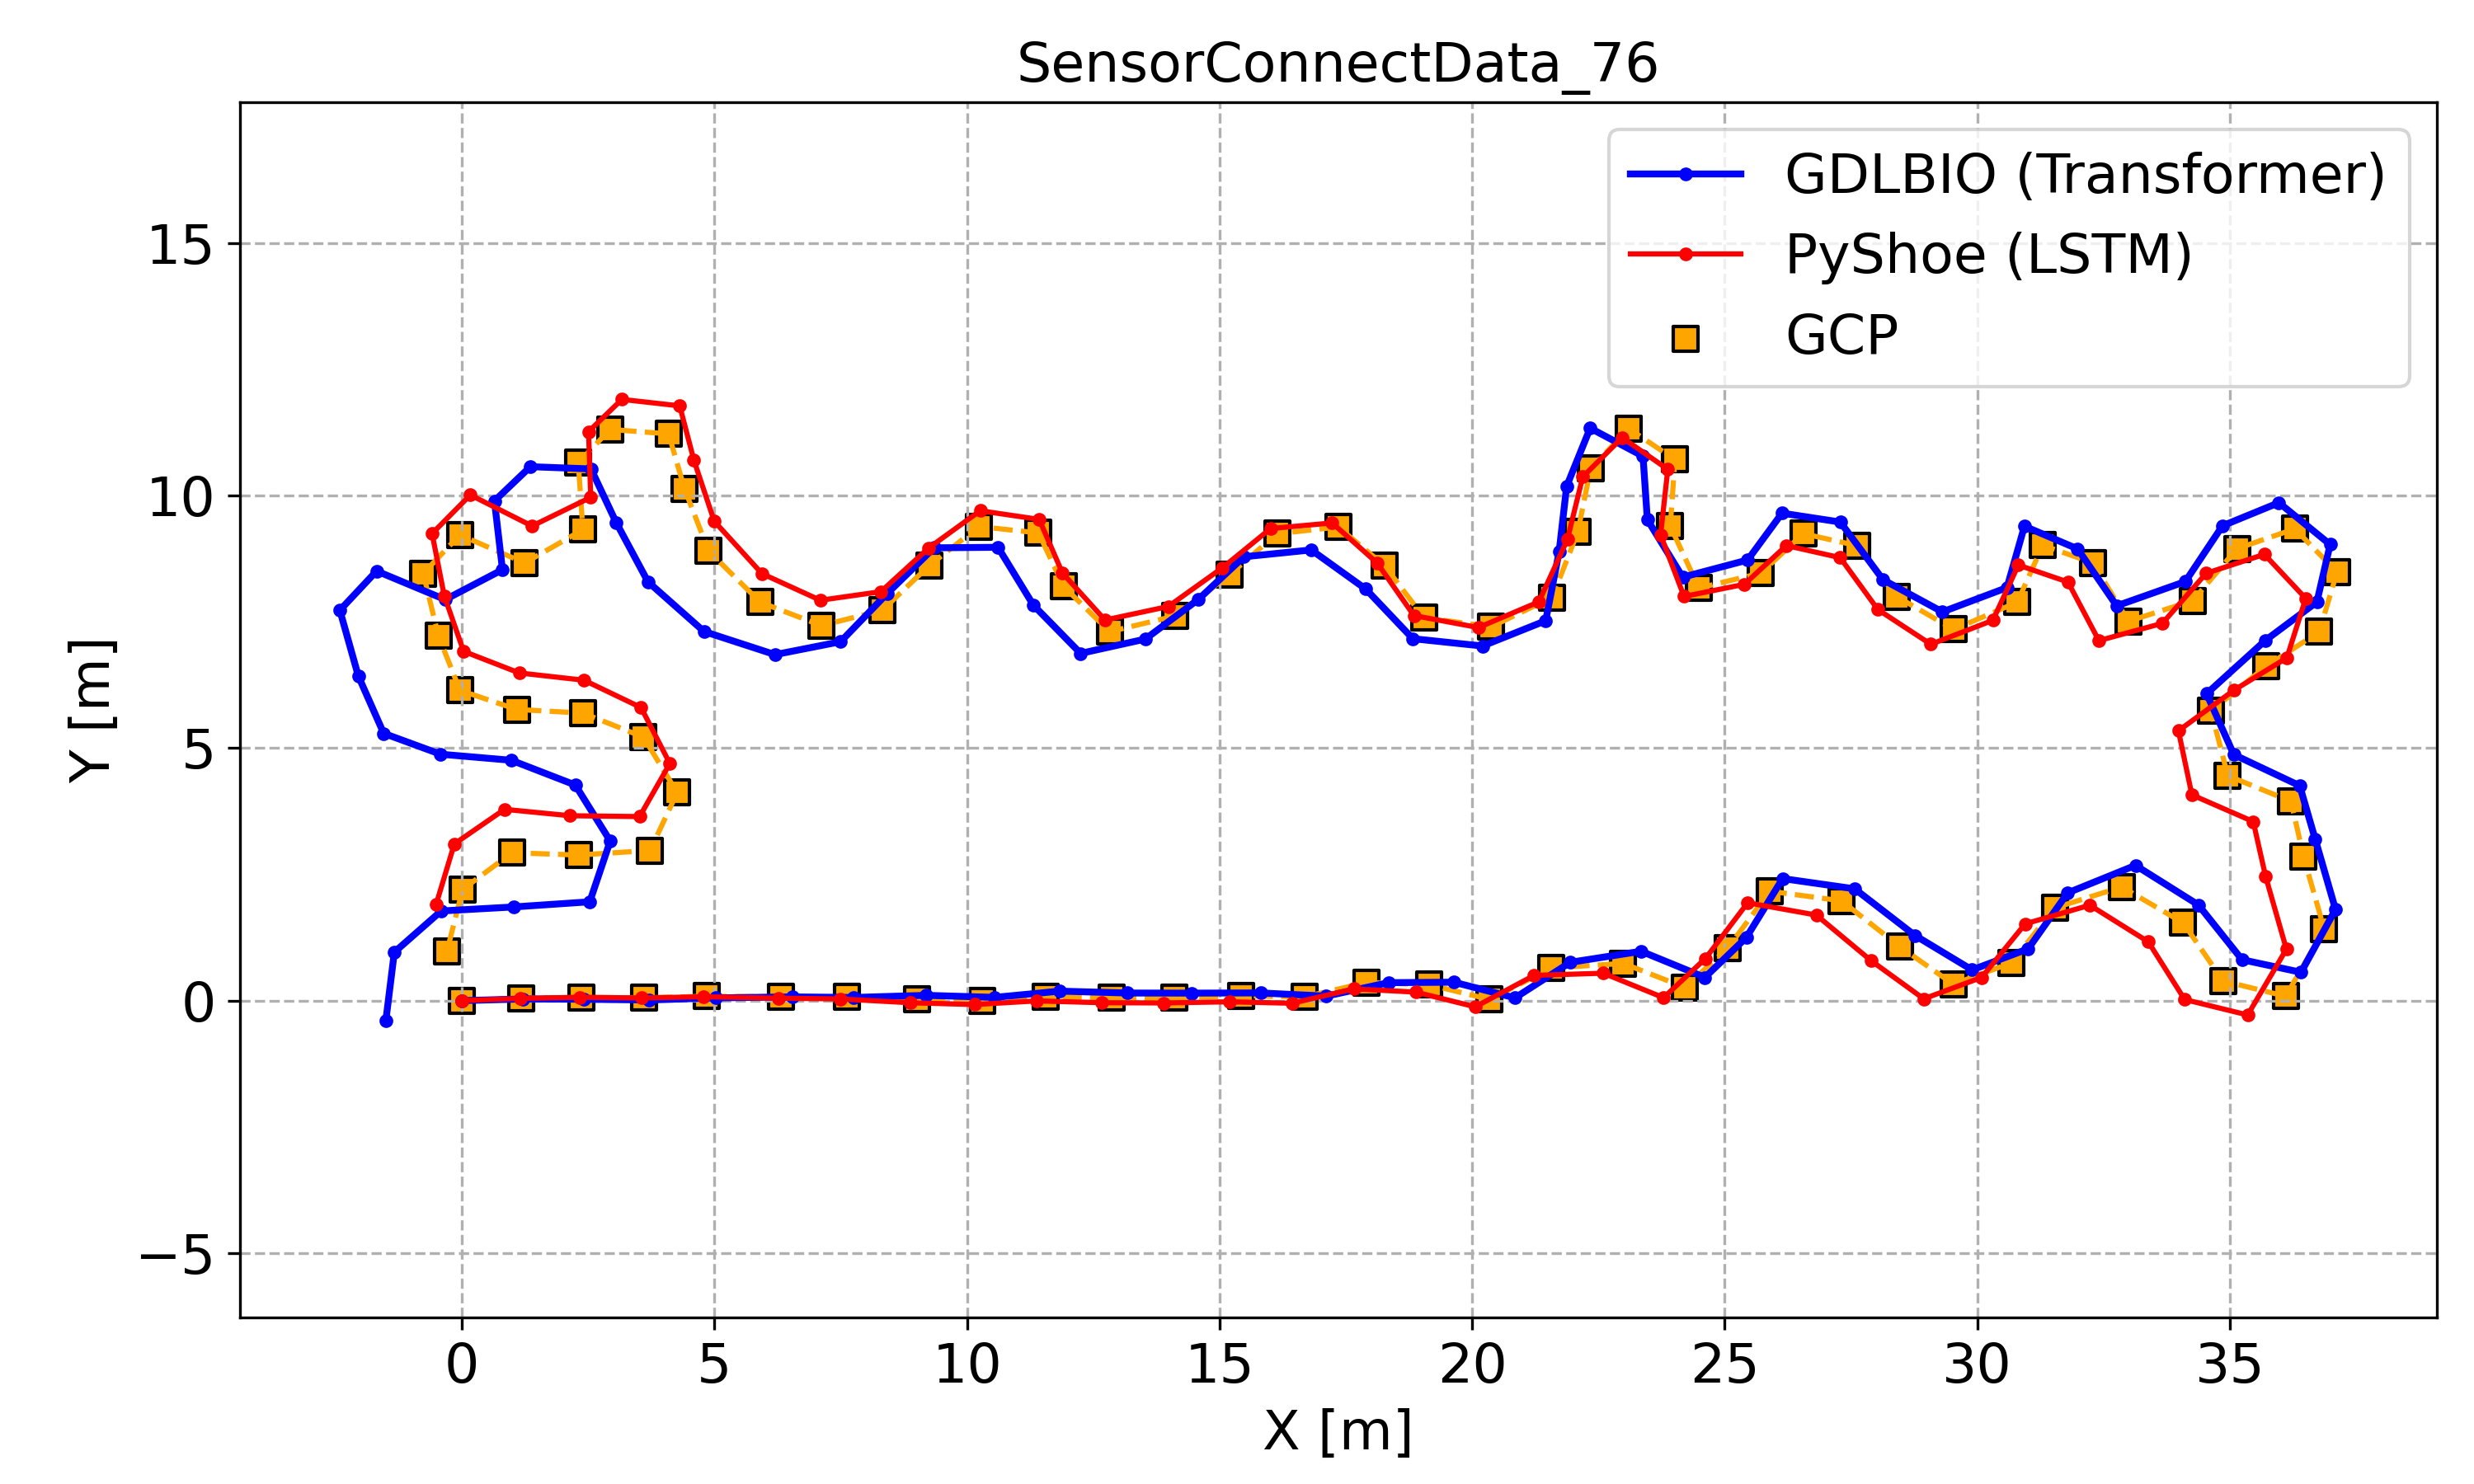 SensorConnectData_76
GDLBIO (Transformer)
PyShoe (LSTM)
GCP
15
10
5
0
−5
Y [m]
0 5 10 15 20 25 30 35
X [m]